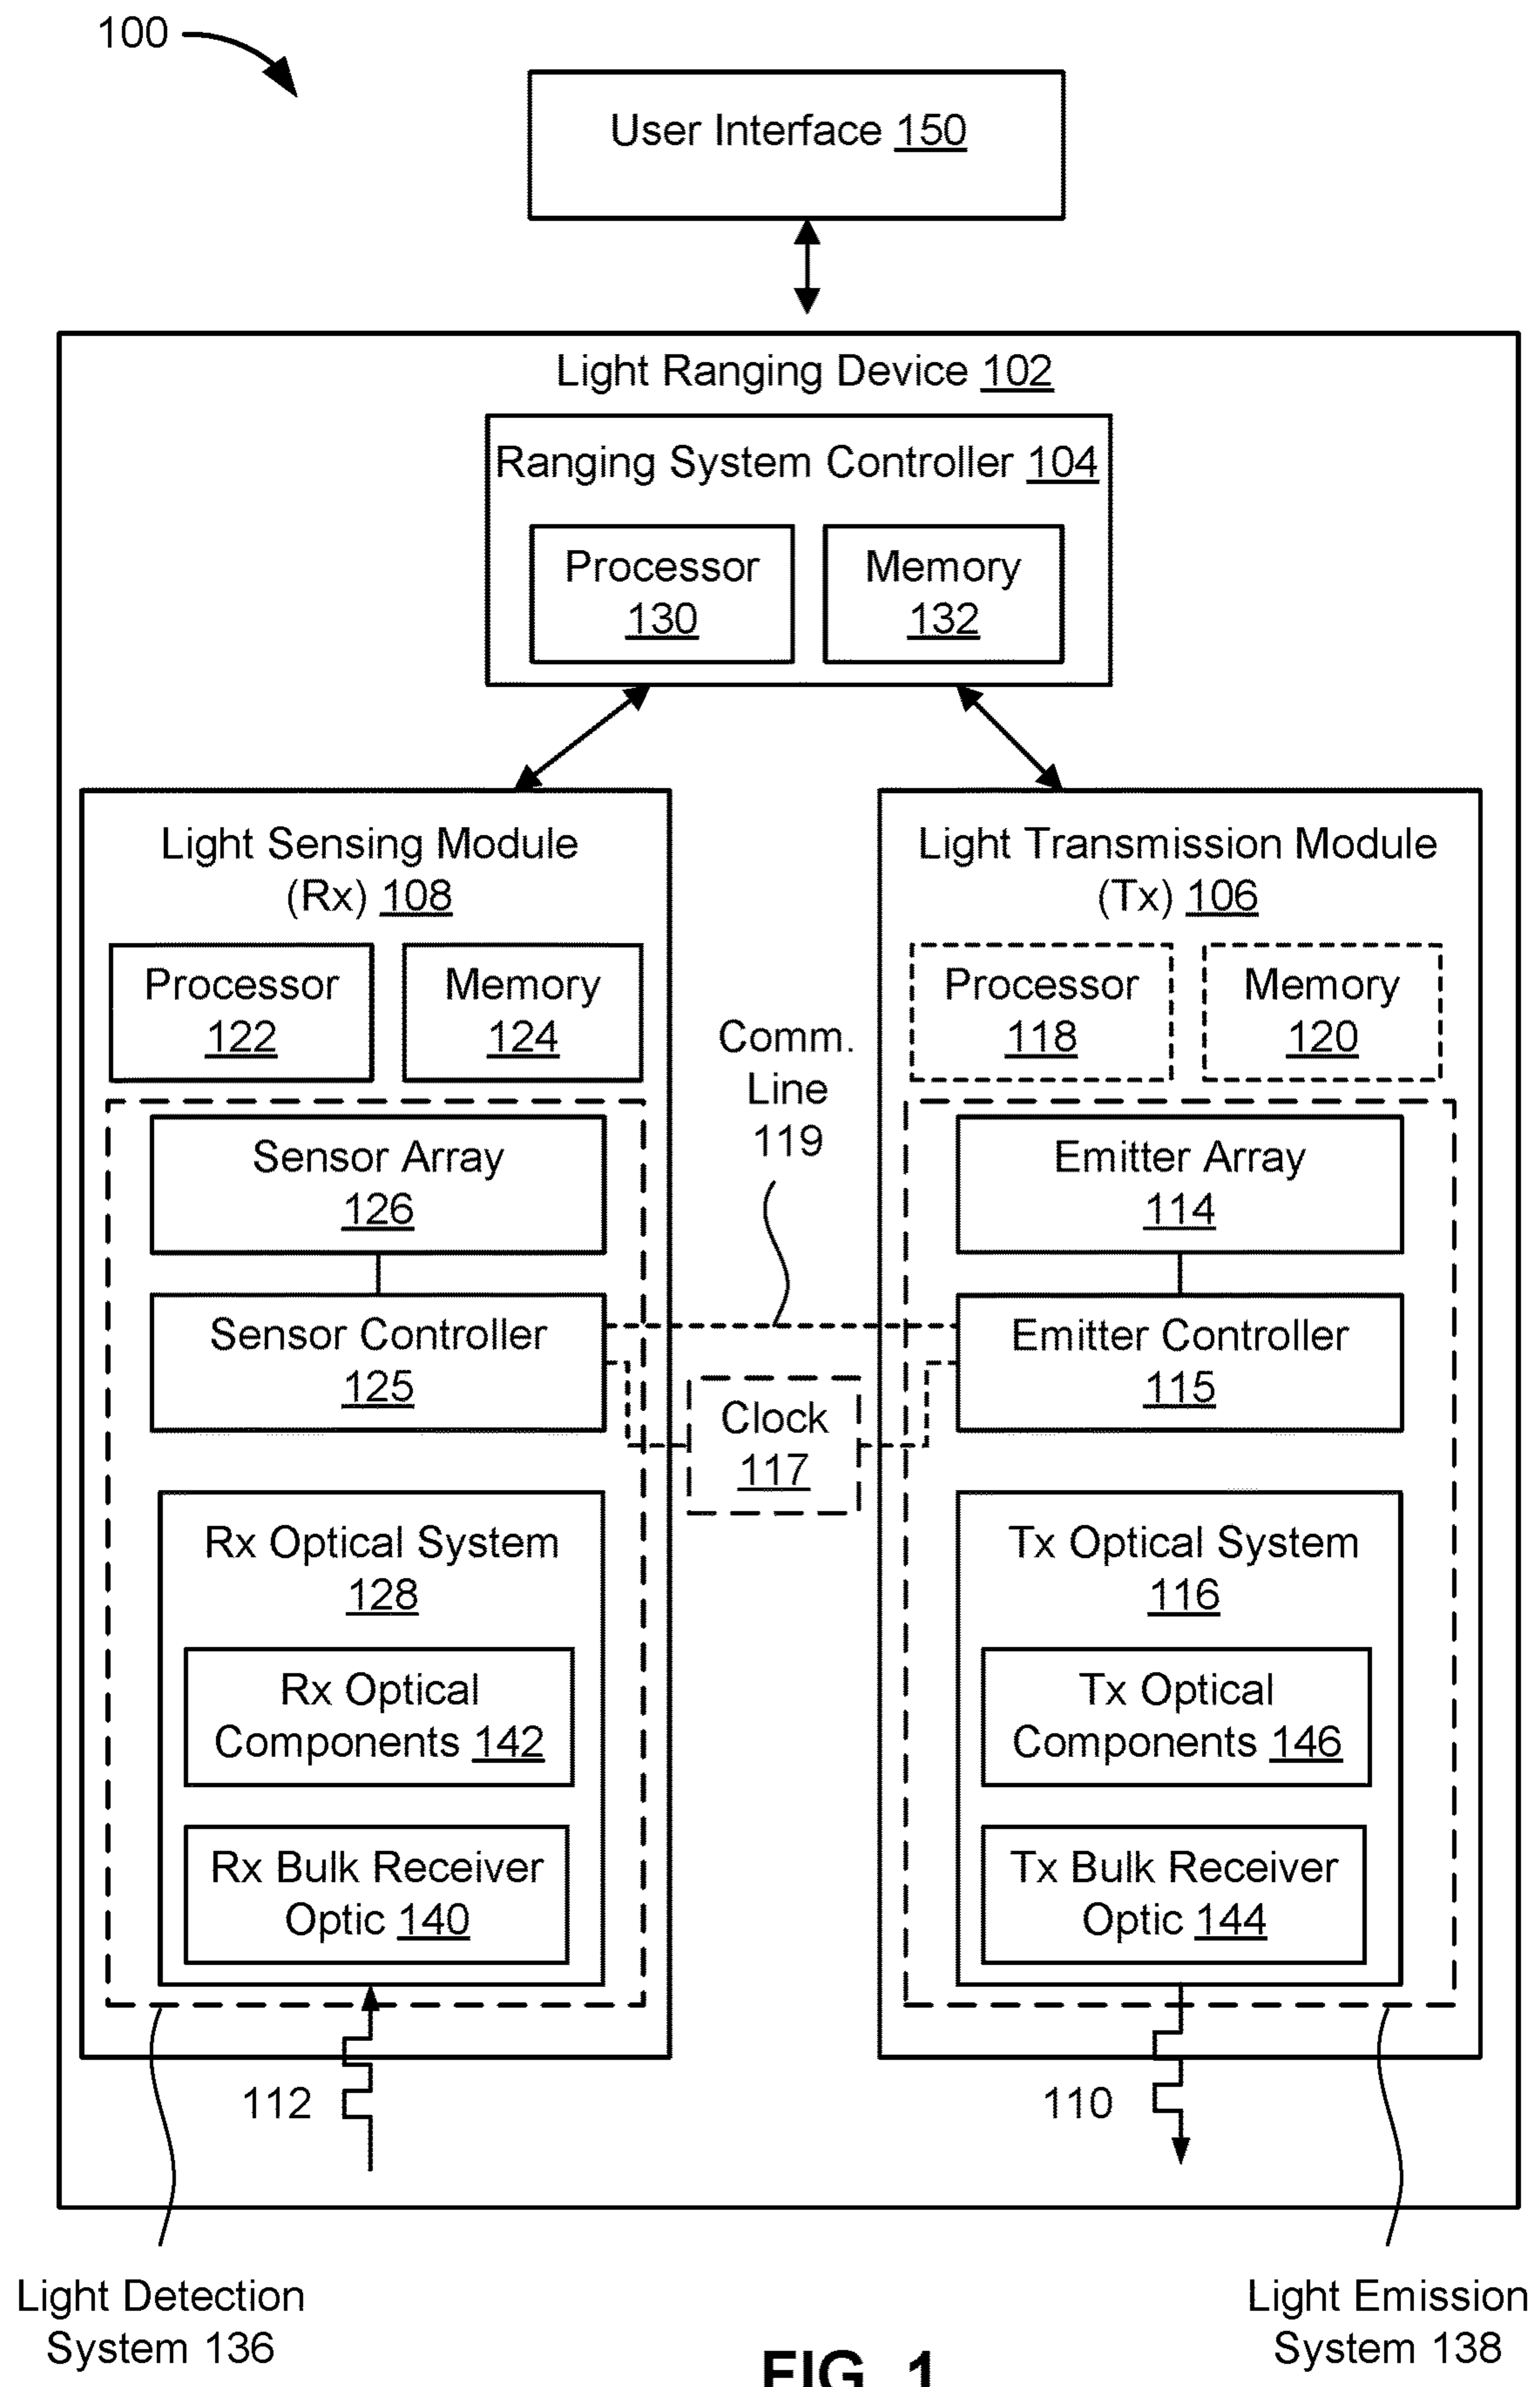 100
User Interface 150
Light Ranging Device 102
Ranging System Controller 104
Processor
130
Memory
132
Light Sensing Module
(Rx) 108
Processor
122
Memory
124
Sensor Array
126
Sensor Controller
125
Rx Optical System
128
Rx Optical
Components 142
Rx Bulk Receiver
Optic 140
112
Light Detection
System 136
Comm.
Line
119
Clock
117
Light Transmission Module
(Tx) 106
Processor
118
Memory
120
Emitter Array
114
Emitter Controller
115
Tx Optical System
116
Tx Optical
Components 146
Tx Bulk Receiver
Optic 144
110
Light Emission
System 138
FIG. 1